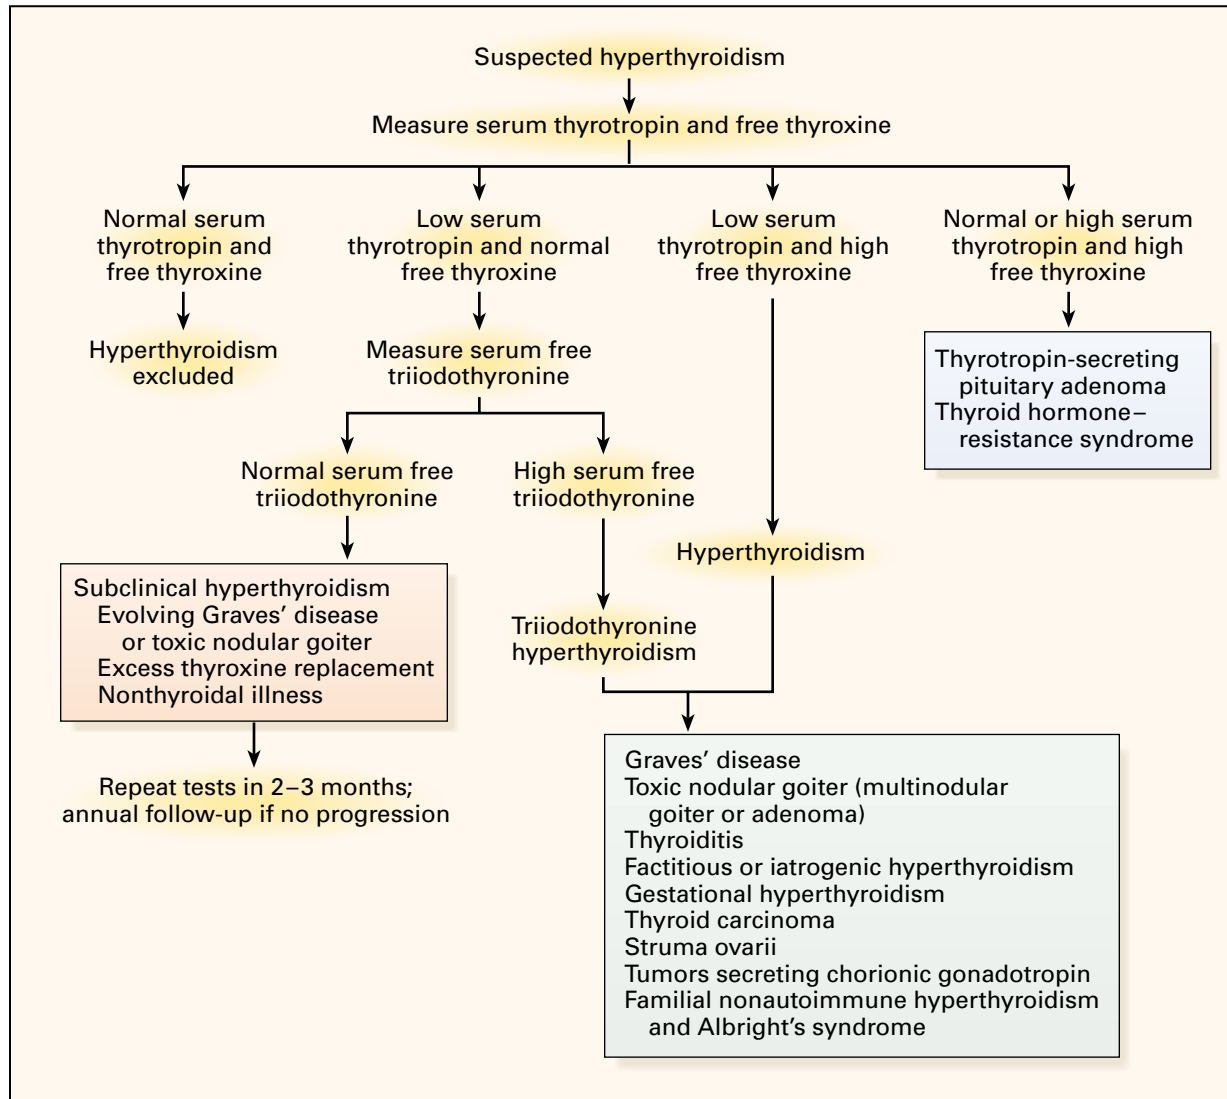 Suspected hyperthyroidism
Measure serum thyrotropin and free thyroxine
Normal serum
thyrotropin and
free thyroxine
Low serum
thyrotropin and normal
free thyroxine
Low serum
thyrotropin and high
free thyroxine
Normal or high serum
thyrotropin and high
free thyroxine
Hyperthyroidism
excluded
Measure serum free
triiodothyronine
Thyrotropin-secreting
pituitary adenoma
Thyroid hormone–
resistance syndrome
Normal serum free
triiodothyronine
High serum free
triiodothyronine
Hyperthyroidism
Subclinical hyperthyroidism
Evolving Graves’ disease
or toxic nodular goiter
Excess thyroxine replacement
Nonthyroidal illness
Triiodothyronine
hyperthyroidism
Repeat tests in 2–3 months;
annual follow-up if no progression
Graves’ disease
Toxic nodular goiter (multinodular
goiter or adenoma)
Thyroiditis
Factitious or iatrogenic hyperthyroidism
Gestational hyperthyroidism
Thyroid carcinoma
Struma ovarii
Tumors secreting chorionic gonadotropin
Familial nonautoimmune hyperthyroidism
and Albright’s syndrome